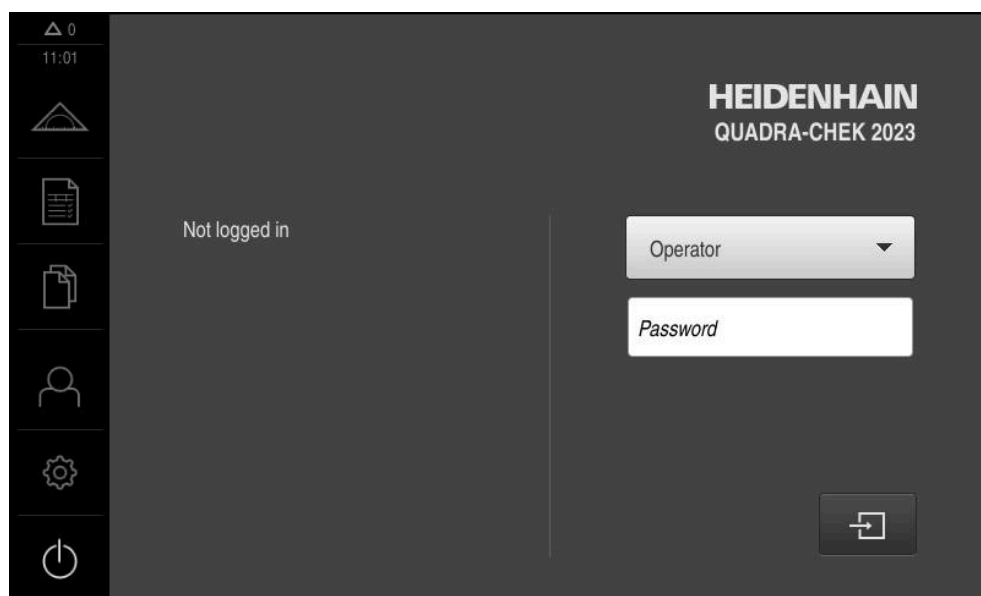 0
11:01
HEIDENHAIN
QUADRA-CHEK 2023
Not logged in
Operator
Password